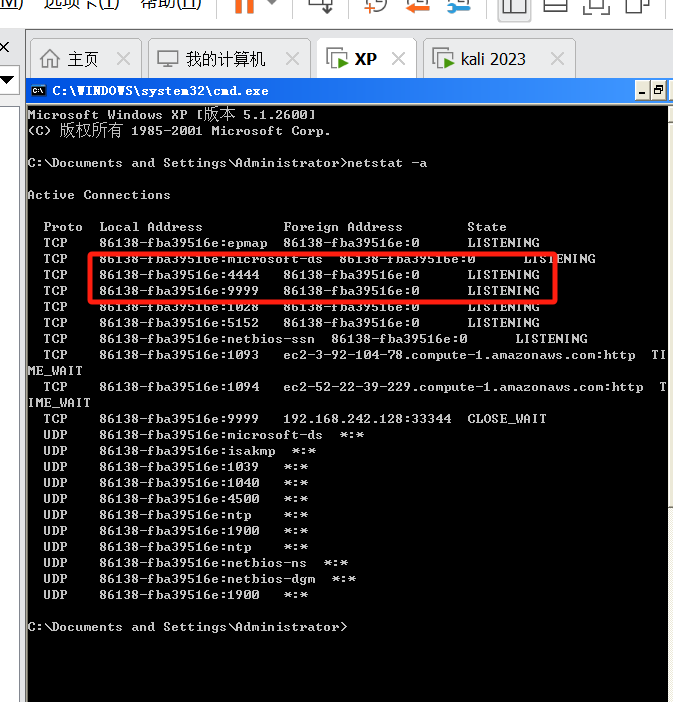 选项卡(T) 帮助(H)
主页 我的计算机 XP kali 2023
C:\WINDOWS\system32\cmd.exe
Microsoft Windows XP [版本 5.1.2600]
(C) 版权所有 1985-2001 Microsoft Corp.
C:\Documents and Settings\Administrator>netstat -a
Active Connections
Proto Local Address Foreign Address State
TCP 86138-fba39516e:epmap 86138-fba39516e:0 LISTENING
TCP 86138-fba39516e:microsoft-ds 86138-fba39516e:0 LISTENING
TCP 86138-fba39516e:4444 86138-fba39516e:0 LISTENING
TCP 86138-fba39516e:9999 86138-fba39516e:0 LISTENING
TCP 86138-fba39516e:1028 86138-fba39516e:0 LISTENING
TCP 86138-fba39516e:5152 86138-fba39516e:0 LISTENING
TCP 86138-fba39516e:netbios-ssn 86138-fba39516e:0 LISTENING
TCP 86138-fba39516e:1093 ec2-3-92-104-78.compute-1.amazonaws.com:http TI
ME_WAIT
TCP 86138-fba39516e:1094 ec2-52-22-39-229.compute-1.amazonaws.com:http T
IME_WAIT
TCP 86138-fba39516e:9999 192.168.242.128:33344 CLOSE_WAIT
UDP 86138-fba39516e:microsoft-ds *:*
UDP 86138-fba39516e:isakmp *:*
UDP 86138-fba39516e:1039 *:*
UDP 86138-fba39516e:1040 *:*
UDP 86138-fba39516e:4500 *:*
UDP 86138-fba39516e:ntp *:*
UDP 86138-fba39516e:1900 *:*
UDP 86138-fba39516e:ntp *:*
UDP 86138-fba39516e:netbios-ns *:*
UDP 86138-fba39516e:netbios-dgm *:*
UDP 86138-fba39516e:1900 *:*
C:\Documents and Settings\Administrator>